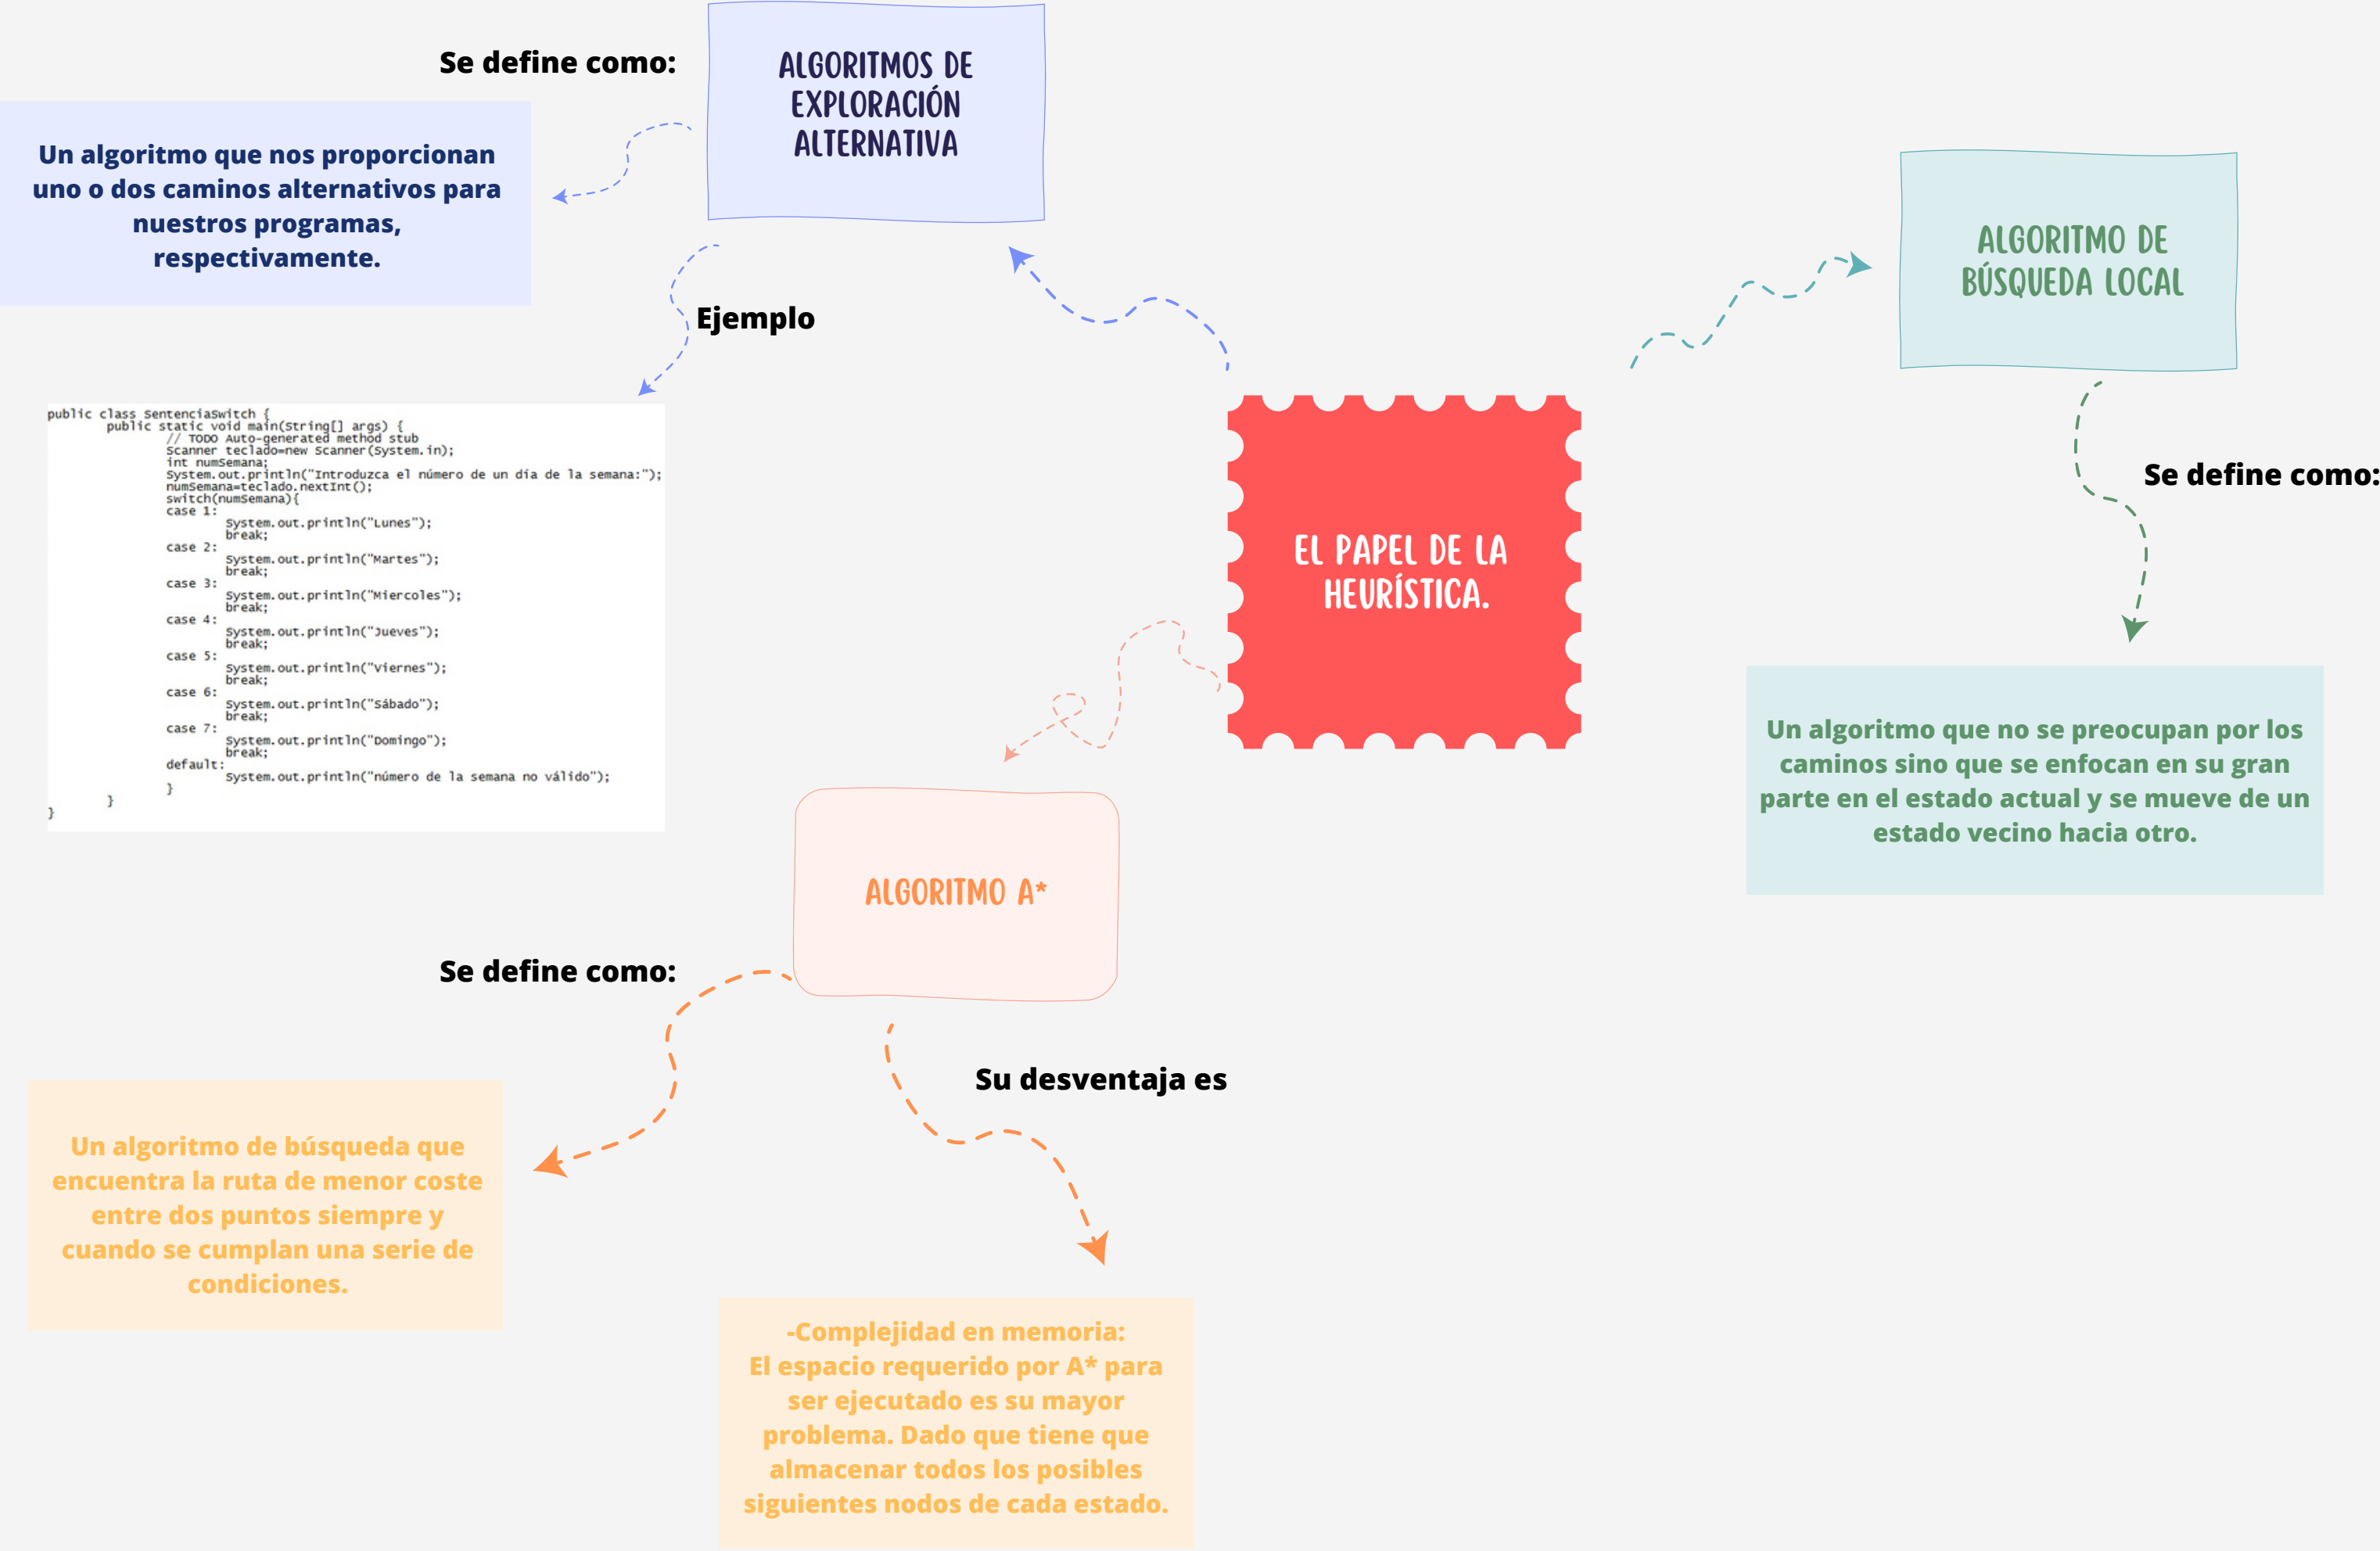 Se define como:
ALGORITMOS DE
EXPLORACIÓN
ALTERNATIVA
Un algoritmo que nos proporcionan
uno o dos caminos alternativos para
nuestros programas,
respectivamente.
Ejemplo
public class SentenciaSwitch {
public static void main(String[] args) {
// TODO Auto-generated method stub
Scanner teclado=new Scanner(System.in);
int numSemana;
System.out.println("Introduzca el número de un día de la semana:");
numSemana=teclado.nextInt();
switch(numSemana){
case 1:
System.out.println("Lunes");
break;
case 2:
System.out.println("Martes");
break;
case 3:
System.out.println("Miercoles");
break;
case 4:
System.out.println("Jueves");
break;
case 5:
System.out.println("Viernes");
break;
case 6:
System.out.println("Sábado");
break;
case 7:
System.out.println("Domingo");
break;
default:
System.out.println("número de la semana no válido");
}
}
}
EL PAPEL DE LA
HEURÍSTICA.
ALGORITMO DE
BÚSQUEDA LOCAL
Se define como:
Un algoritmo que no se preocupan por los
caminos sino que se enfocan en su gran
parte en el estado actual y se mueve de un
estado vecino hacia otro.
ALGORITMO A*
Se define como:
Un algoritmo de búsqueda que
encuentra la ruta de menor coste
entre dos puntos siempre y
cuando se cumplan una serie de
condiciones.
Su desventaja es
-Complejidad en memoria:
El espacio requerido por A* para
ser ejecutado es su mayor
problema. Dado que tiene que
almacenar todos los posibles
siguientes nodos de cada estado.